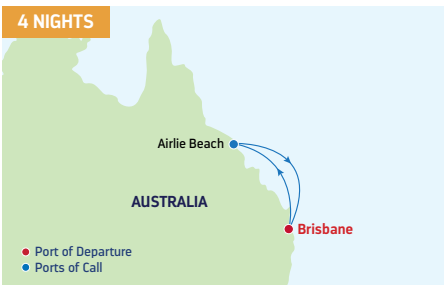 4 NIGHTS
Airlie Beach
AUSTRALIA
Brisbane
Port of Departure
Ports of Call